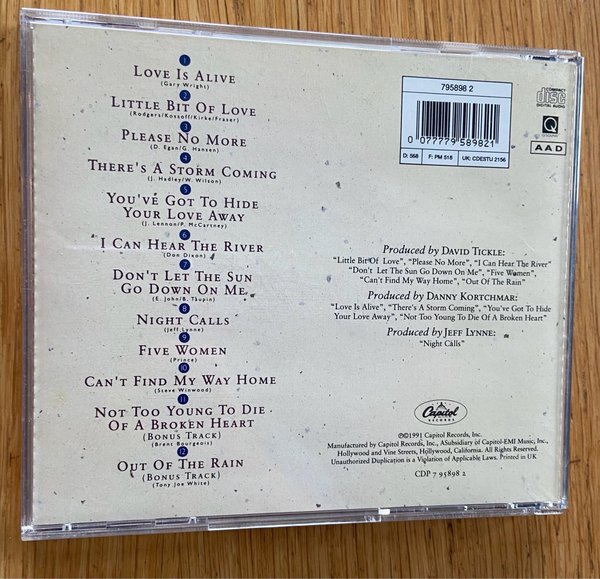 1
LOVE IS ALIVE
(Gary Wright)
2
LITTLE BIT OF LOVE
(Rodgers/Kossoff/Kirke/Fraser)
3
PLEASE NO MORE
(D. Egan/G. Hansen)
4
THERE'S A STORM COMING
(J. Hadley/W. Wilson)
5
YOU'VE GOT TO HIDE
YOUR LOVE AWAY
(J. Lennon/P. McCartney)
6
I CAN HEAR THE RIVER
(Don Dixon)
7
DON'T LET THE SUN
GO DOWN ON ME
(E. John/B. Taupin)
8
NIGHT CALLS
(Jeff Lynne)
9
FIVE WOMEN
(Prince)
10
CAN'T FIND MY WAY HOME
(Steve Winwood)
11
NOT TOO YOUNG TO DIE
OF A BROKEN HEART
(BONUS TRACK)
(Brent Bourgeois)
12
OUT OF THE RAIN
(BONUS TRACK)
(Tony Joe White)
795898 2
0 077779 589821
D: 568 F: PM 518 UK: CDESTU 2156
COMPACT
disc
DIGITAL AUDIO
Q
QSOUND
AAD
Produced by DAVID TICKLE:
"Little Bit Of Love", "Please No More", "I Can Hear The River"
"Don't Let The Sun Go Down On Me", "Five Women",
"Can't Find My Way Home", "Out Of The Rain"
Produced by DANNY KORTCHMAR:
"Love Is Alive", "There's A Storm Coming", "You've Got To Hide
Your Love Away", "Not Too Young To Die Of A Broken Heart"
Produced by JEFF LYNNE:
"Night Calls"
Capitol
RECORDS
℗©1991 Capitol Records, Inc.
Manufactured by Capitol Records, Inc., ASubsidiary of Capitol-EMI Music, Inc.,
Hollywood and Vine Streets, Hollywood, California. All Rights Reserved.
Unauthorized Duplication is a Violation of Applicable Laws. Printed in UK
CDP 7 95898 2